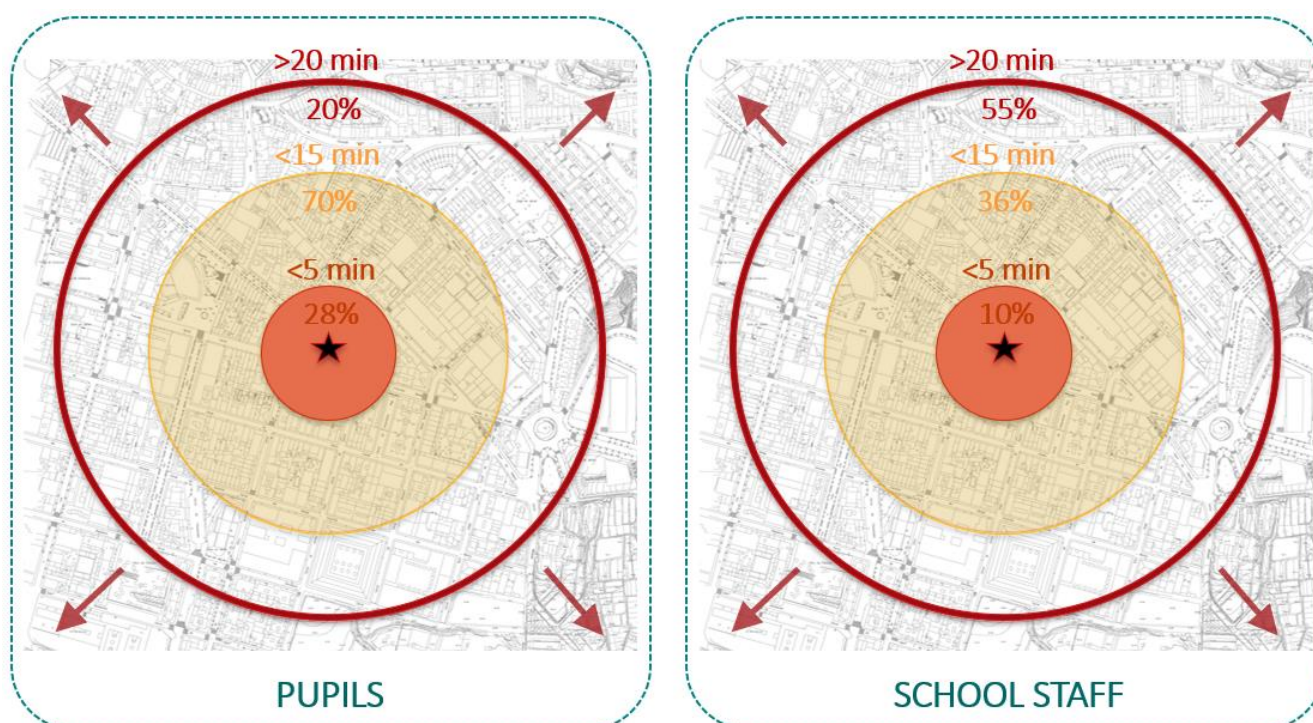 >20 min
20%
<15 min
70%
<5 min
28%
PUPILS
>20 min
55%
<15 min
36%
<5 min
10%
SCHOOL STAFF